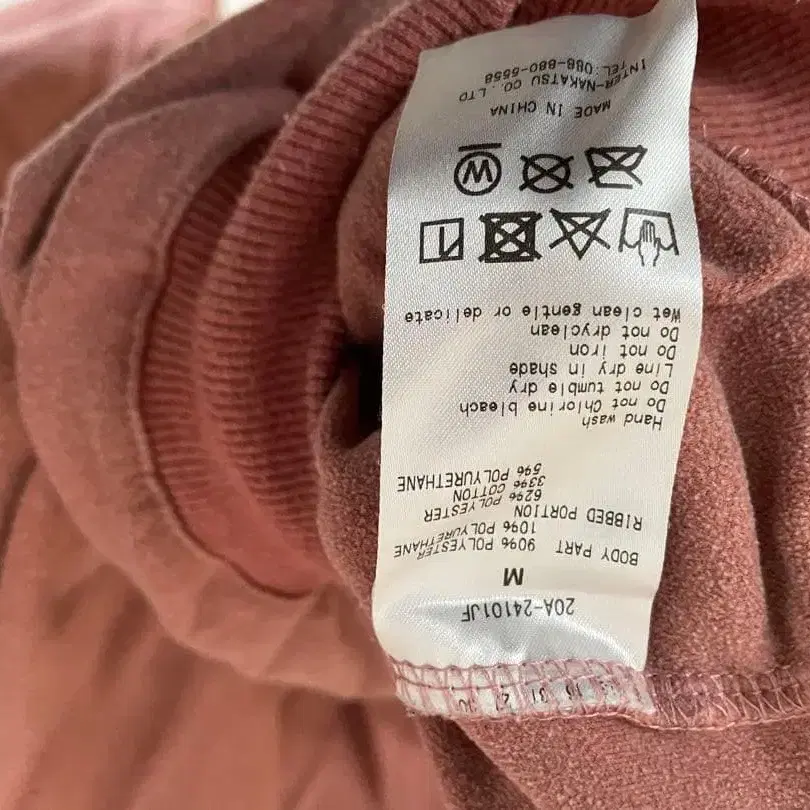 20A-24101JF
M
BODY PART 90% POLYESTER
10% POLYURETHANE
RIBBED PORTION
62% POLYESTER
33% COTTON
5% POLYURETHANE
Hand wash
Do not Chlorine bleach
Do not tumble dry
Line dry in shade
Do not iron
Do not dryclean
Wet clean gentle or delicate
W
MADE IN CHINA
INTER-NAKATSU CO.,LTD
TEL:088-880-5558